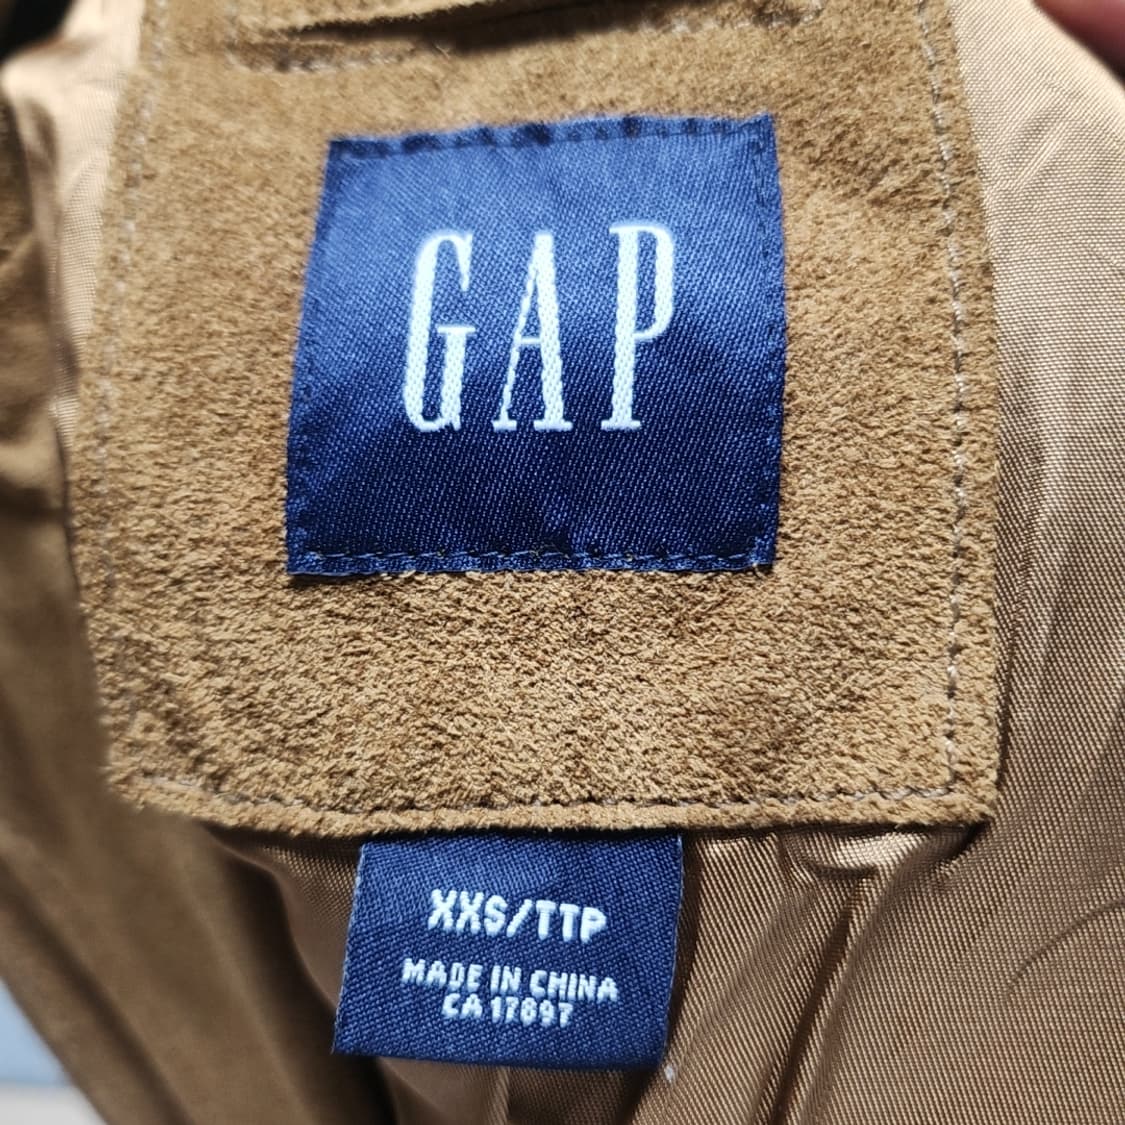 GAP
XXS/TTP
MADE IN CHINA
CA 17897